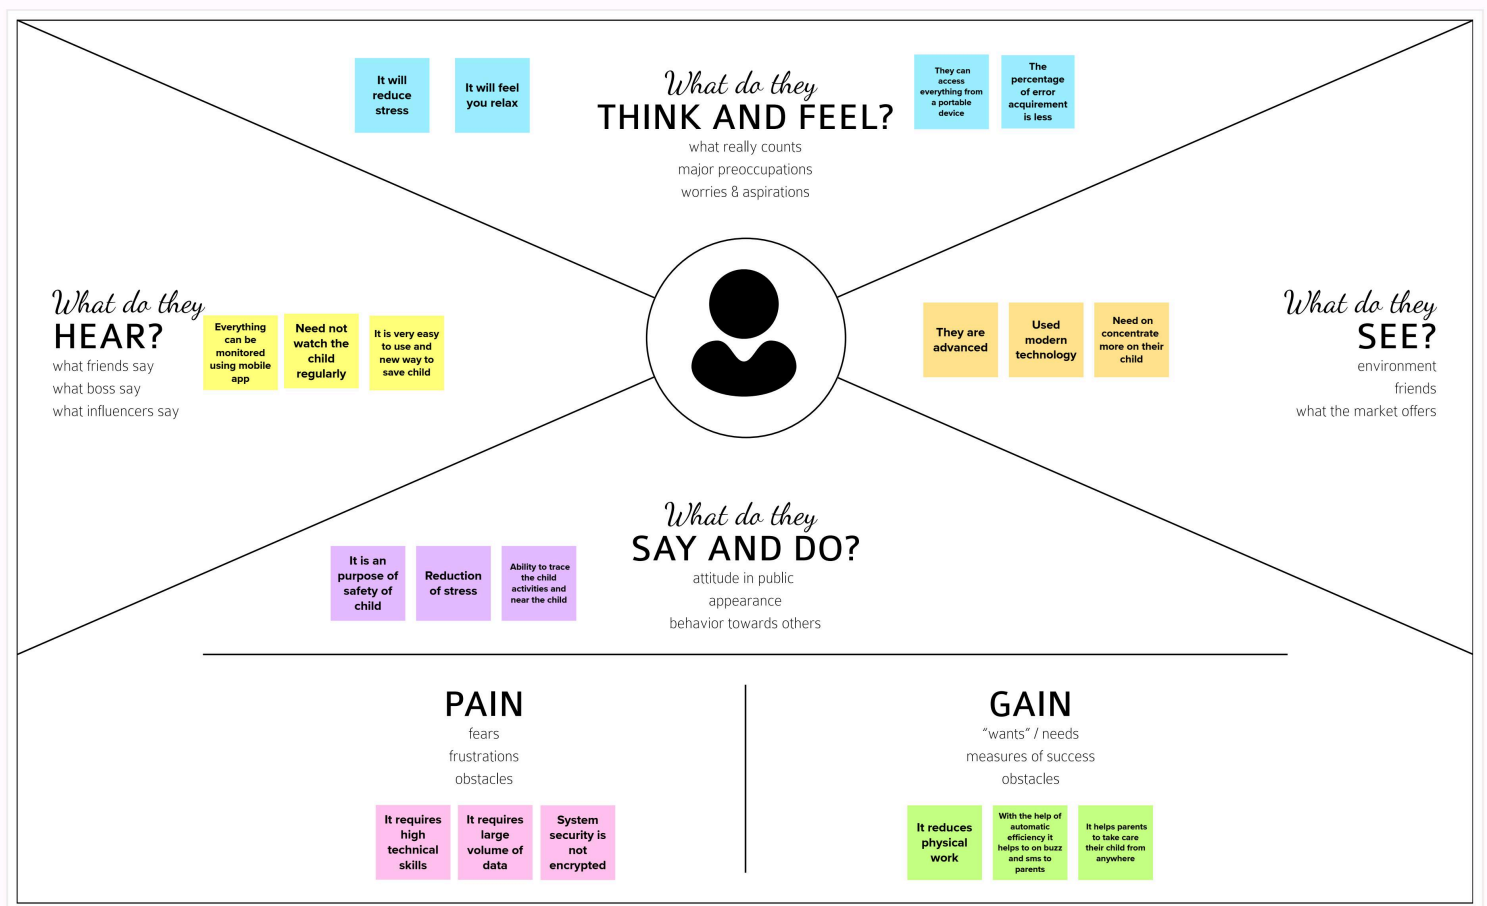 It will
reduce
stress
It will feel
you relax
What do they
THINK AND FEEL?
what really counts
major preoccupations
worries & aspirations
They can
access
everything from
a portable
device
The
percentage
of error
acquirement
is less
What do they
HEAR?
what friends say
what boss say
what influencers say
Everything
can be
monitored
using mobile
app
Need not
watch the
child
regularly
It is very easy
to use and
new way to
save child
They are
advanced
Used
modern
technology
Need on
concentrate
more on their
child
What do they
SEE?
environment
friends
what the market offers
What do they
SAY AND DO?
attitude in public
appearance
behavior towards others
It is an
purpose of
safety of
child
Reduction
of stress
Ability to trace
the child
activities and
near the child
PAIN
fears
frustrations
obstacles
It requires
high
technical
skills
It requires
large
volume of
data
System
security is
not
encrypted
GAIN
“wants” / needs
measures of success
obstacles
It reduces
physical
work
With the help of
automatic
efficiency it
helps to on buzz
and sms to
parents
It helps parents
to take care
their child from
anywhere